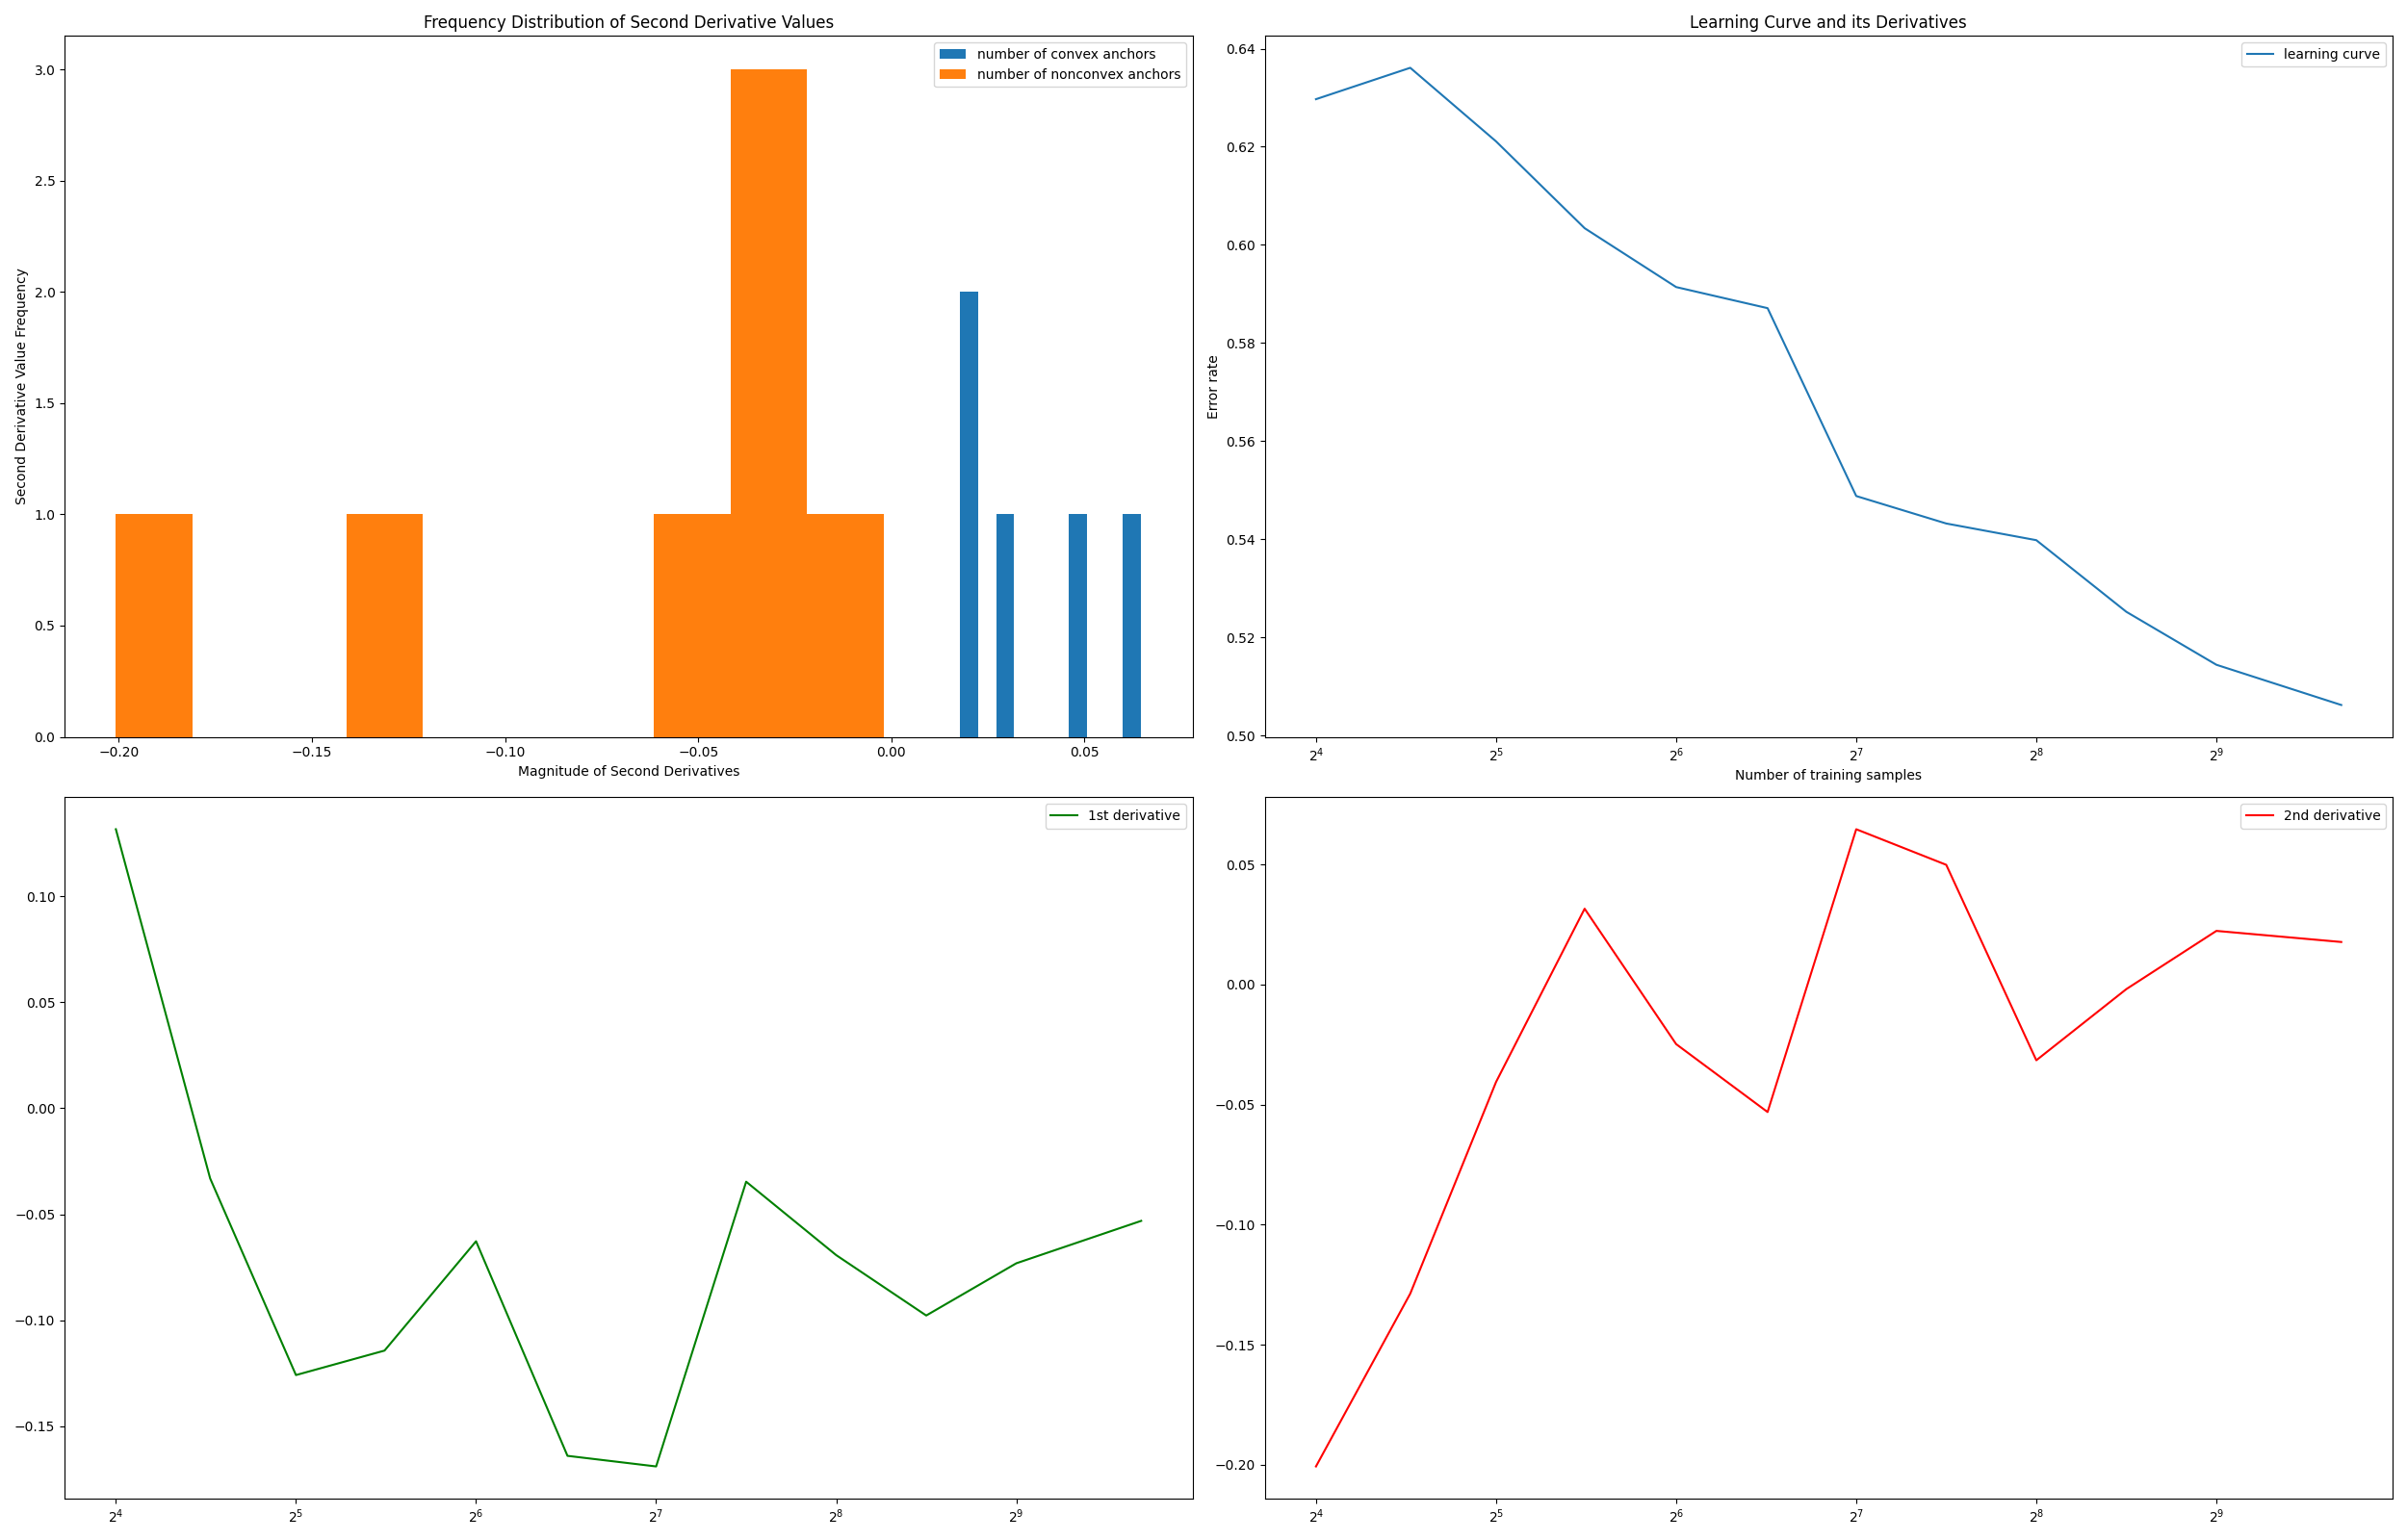 Frequency Distribution of Second Derivative Values
number of convex anchors
number of nonconvex anchors
Second Derivative Value Frequency
3.0
2.5
2.0
1.5
1.0
0.5
0.0
−0.20 −0.15 −0.10 −0.05 0.00 0.05
Magnitude of Second Derivatives
Learning Curve and its Derivatives
learning curve
Error rate
0.64
0.62
0.60
0.58
0.56
0.54
0.52
0.50
2⁴ 2⁵ 2⁶ 2⁷ 2⁸ 2⁹
Number of training samples
1st derivative
0.10
0.05
0.00
−0.05
−0.10
−0.15
2⁴ 2⁵ 2⁶ 2⁷ 2⁸ 2⁹
2nd derivative
0.05
0.00
−0.05
−0.10
−0.15
−0.20
2⁴ 2⁵ 2⁶ 2⁷ 2⁸ 2⁹